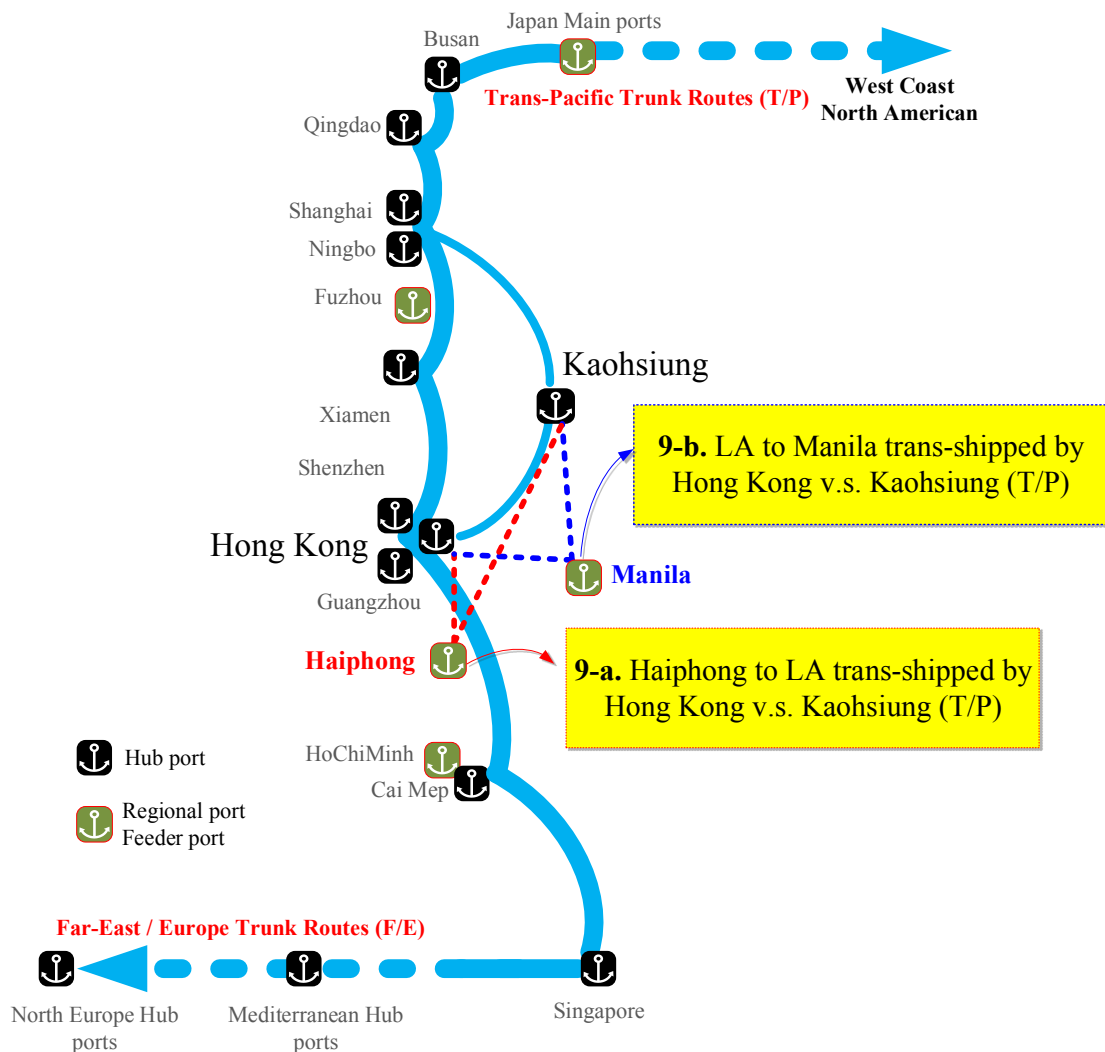 Japan Main ports
Busan
Trans-Pacific Trunk Routes (T/P)
West Coast
North American
Qingdao
Shanghai
Ningbo
Fuzhou
Kaohsiung
Xiamen
9-b. LA to Manila trans-shipped by
Hong Kong v.s. Kaohsiung (T/P)
Shenzhen
Hong Kong
Manila
Guangzhou
Haiphong
9-a. Haiphong to LA trans-shipped by
Hong Kong v.s. Kaohsiung (T/P)
HoChiMinh
Cai Mep
Hub port
Regional port
Feeder port
Far-East / Europe Trunk Routes (F/E)
North Europe Hub
ports
Mediterranean Hub
ports
Singapore